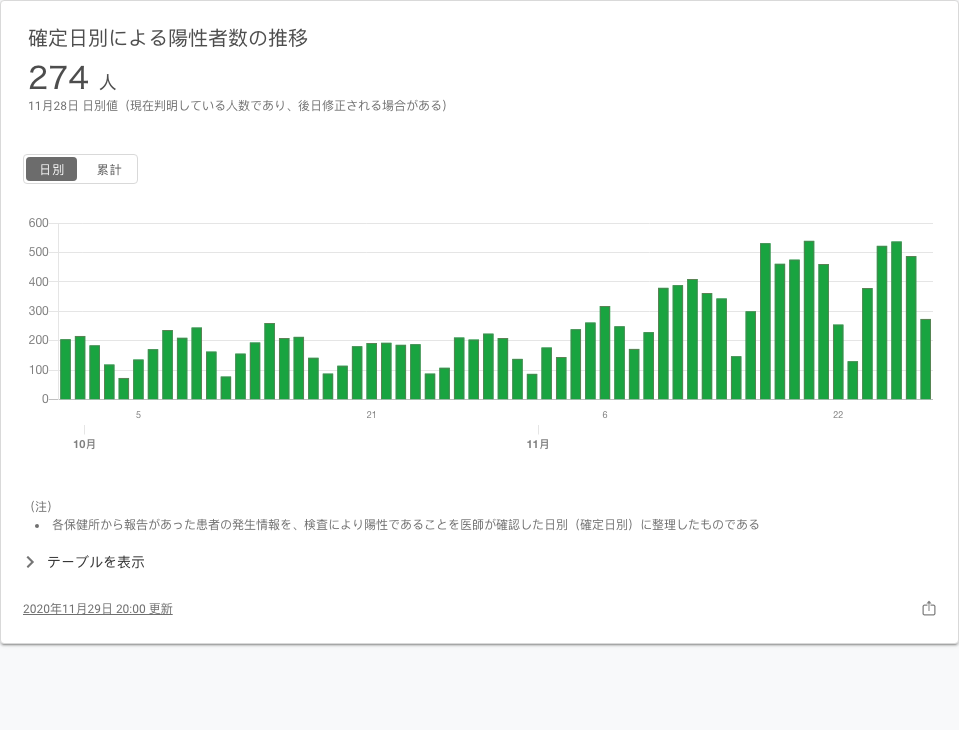 確定日別による陽性者数の推移
274 人
11月28日 日別値（現在判明している人数であり、後日修正される場合がある）
日別 累計
600
500
400
300
200
100
0
5 21 6 22
10月 11月
（注）
• 各保健所から報告があった患者の発生情報を、検査により陽性であることを医師が確認した日別（確定日別）に整理したものである
テーブルを表示
2020年11月29日 20:00 更新